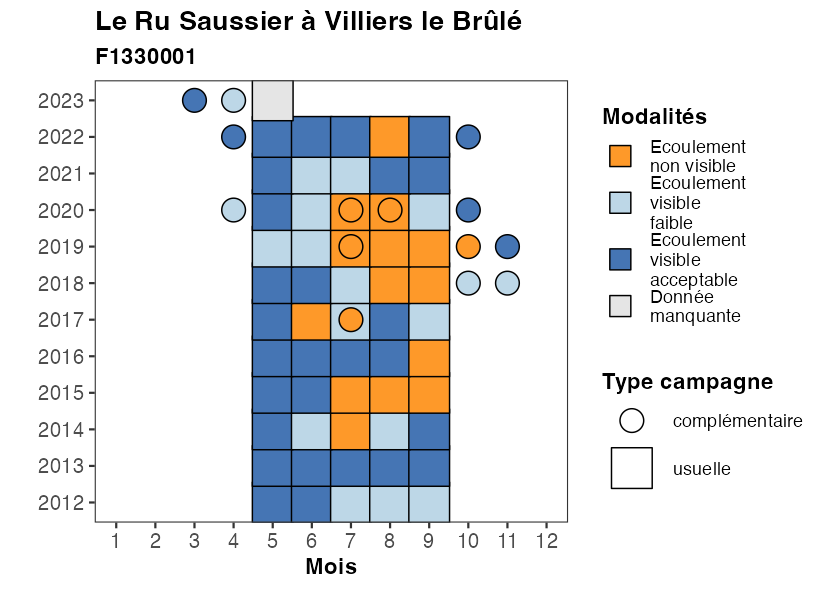 Le Ru Saussier à Villiers le Brûlé
F1330001
2023
2022
2021
2020
2019
2018
2017
2016
2015
2014
2013
2012
1 2 3 4 5 6 7 8 9 10 11 12
Mois
Modalités
Ecoulement
non visible
Ecoulement
visible
faible
Ecoulement
visible
acceptable
Donnée
manquante
Type campagne
complémentaire
usuelle